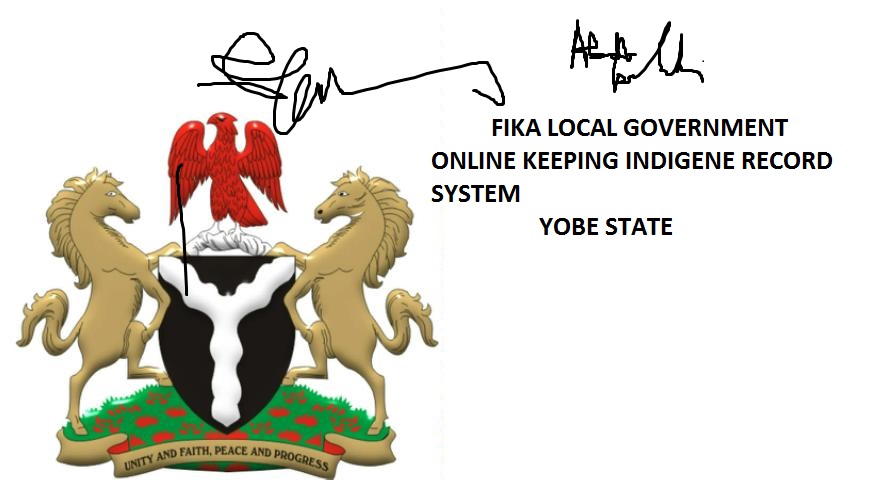 FIKA LOCAL GOVERNMENT
ONLINE KEEPING INDIGENE RECORD
SYSTEM
YOBE STATE
UNITY AND FAITH, PEACE AND PROGRESS